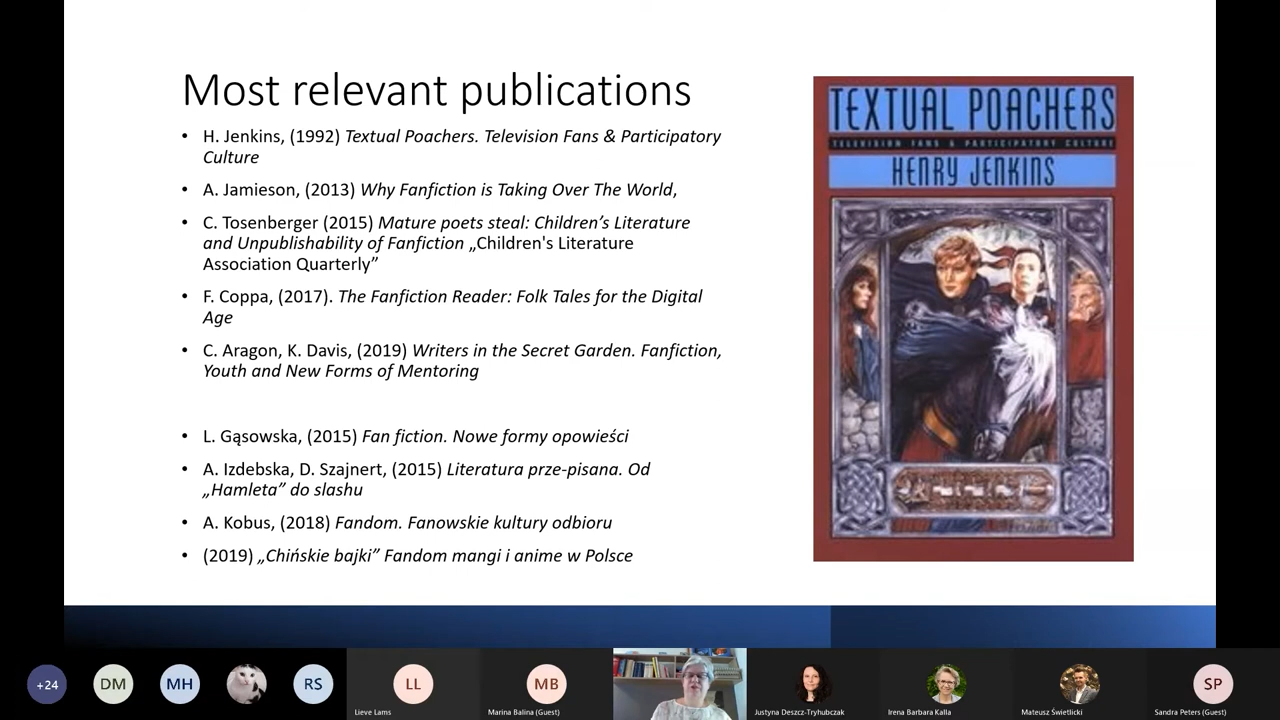 Most relevant publications
• H. Jenkins, (1992) Textual Poachers. Television Fans & Participatory
Culture
• A. Jamieson, (2013) Why Fanfiction is Taking Over The World,
• C. Tosenberger (2015) Mature poets steal: Children’s Literature
and Unpublishability of Fanfiction „Children's Literature
Association Quarterly”
• F. Coppa, (2017). The Fanfiction Reader: Folk Tales for the Digital
Age
• C. Aragon, K. Davis, (2019) Writers in the Secret Garden. Fanfiction,
Youth and New Forms of Mentoring
• L. Gąsowska, (2015) Fan fiction. Nowe formy opowieści
• A. Izdebska, D. Szajnert, (2015) Literatura prze-pisana. Od
„Hamleta” do slashu
• A. Kobus, (2018) Fandom. Fanowskie kultury odbioru
• (2019) „Chińskie bajki” Fandom mangi i anime w Polsce
TEXTUAL POACHERS
TELEVISION FANS & PARTICIPATORY CULTURE
HENRY JENKINS
+24
DM
MH
RS
LL
Lieve Lams
MB
Marina Balina (Guest)
Justyna Deszcz-Tryhubczak
Irena Barbara Kalla
Mateusz Świetlicki
SP
Sandra Peters (Guest)